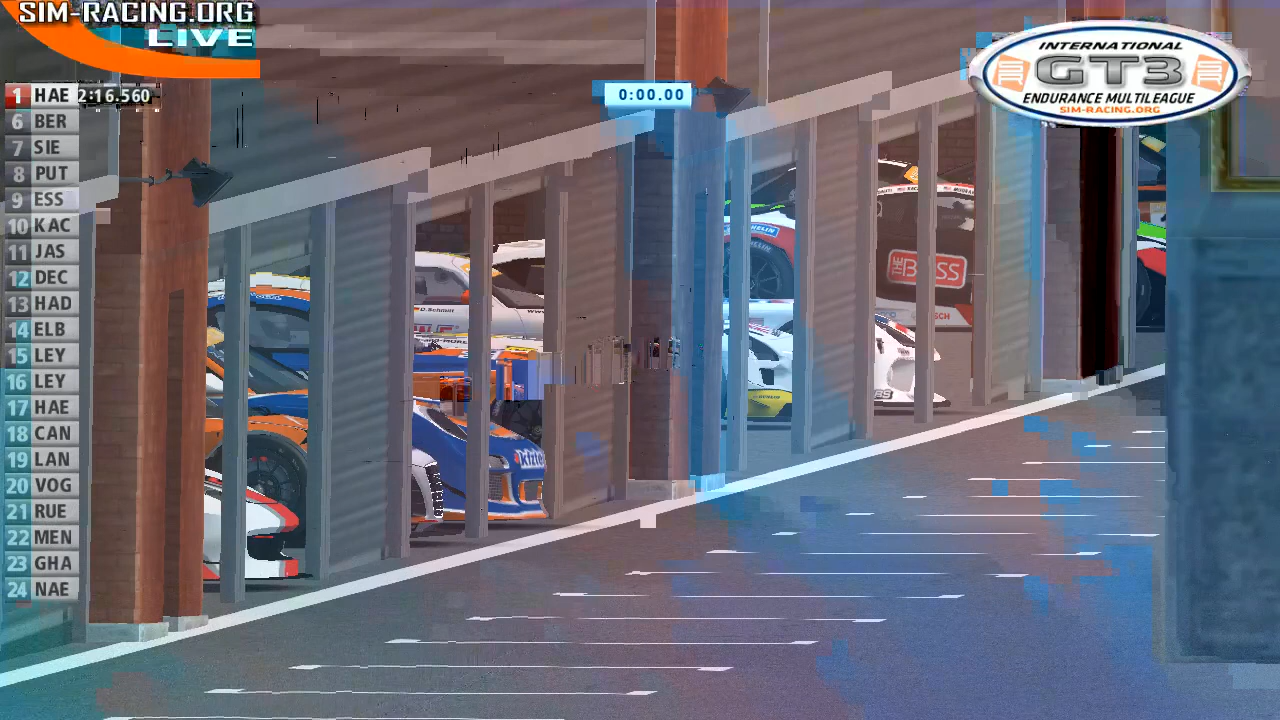 SIM-RACING.ORG
LIVE
1 HAE 2:16.560
6 BER
7 SIE
8 PUT
9 ESS
10 KAC
11 JAS
12 DEC
13 HAD
14 ELB
15 LEY
16 LEY
17 HAE
18 CAN
19 LAN
20 VOG
21 RUE
22 MEN
23 GHA
24 NAE
0:00.00
INTERNATIONAL
GT3
ENDURANCE MULTILEAGUE
SIM-RACING.ORG
THE BOSS
D.Schmitt